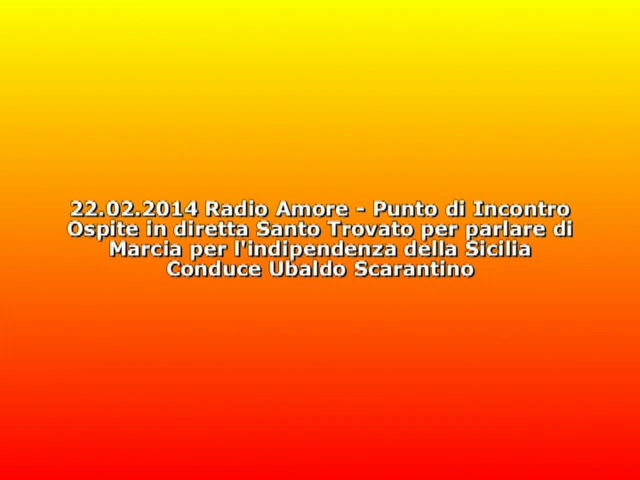 22.02.2014 Radio Amore - Punto di Incontro
Ospite in diretta Santo Trovato per parlare di
Marcia per l'indipendenza della Sicilia
Conduce Ubaldo Scarantino